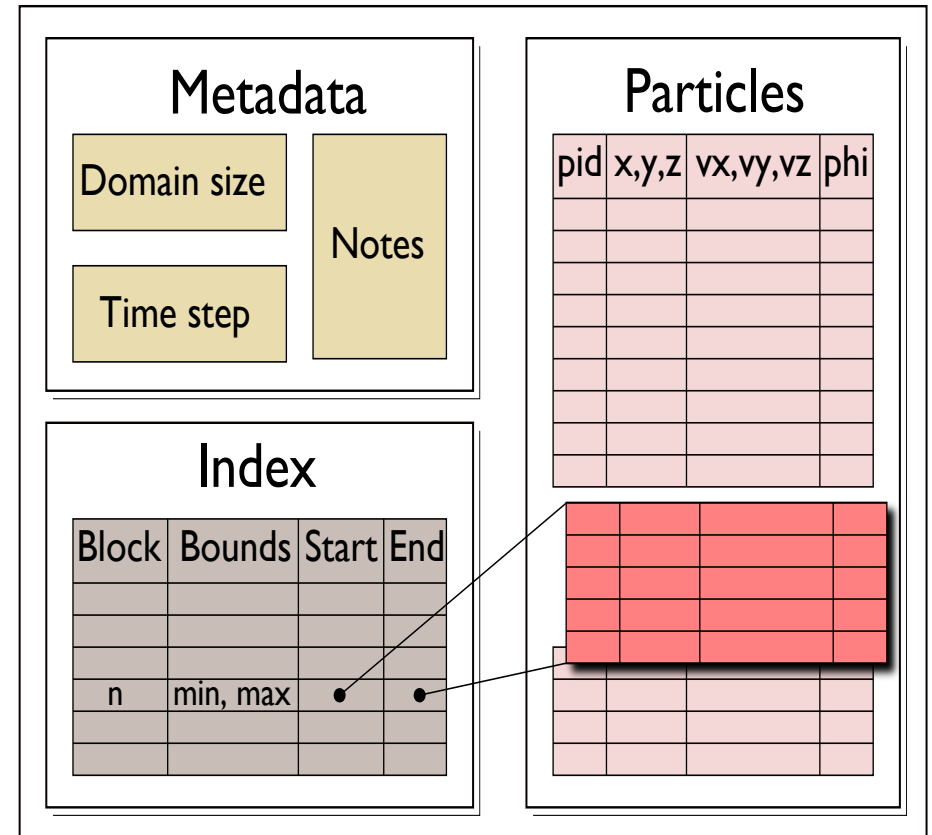 Metadata
Domain size
Notes
Time step
Index
Block Bounds Start End
n min, max
Particles
pid x,y,z vx,vy,vz phi